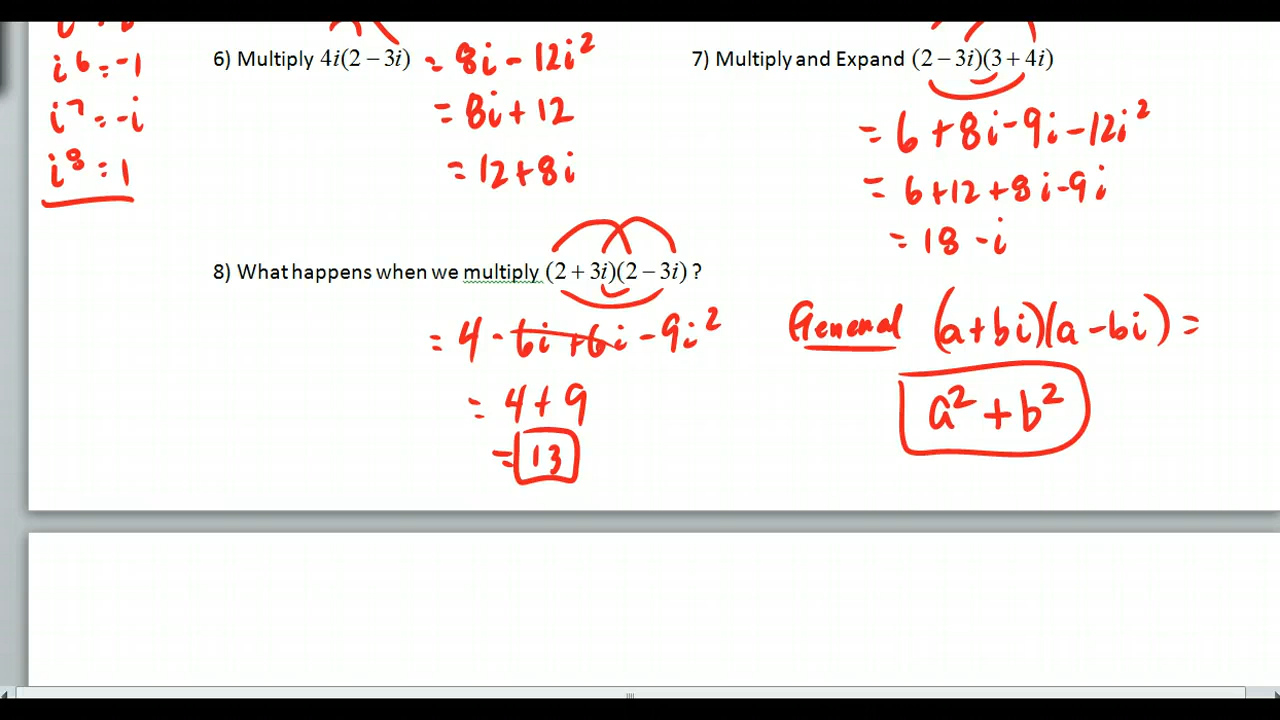 i⁶ = -1
i⁷ = -i
i⁸ = 1
6) Multiply 4i(2 − 3i) = 8i - 12i²
= 8i + 12
= 12 + 8i
7) Multiply and Expand (2 − 3i)(3 + 4i)
= 6 + 8i - 9i - 12i²
= 6 + 12 + 8i - 9i
= 18 - i
8) What happens when we multiply (2 + 3i)(2 − 3i) ?
= 4 - 6i + 6i - 9i²
= 4 + 9
= 13
General (a + bi)(a - bi) =
a² + b²